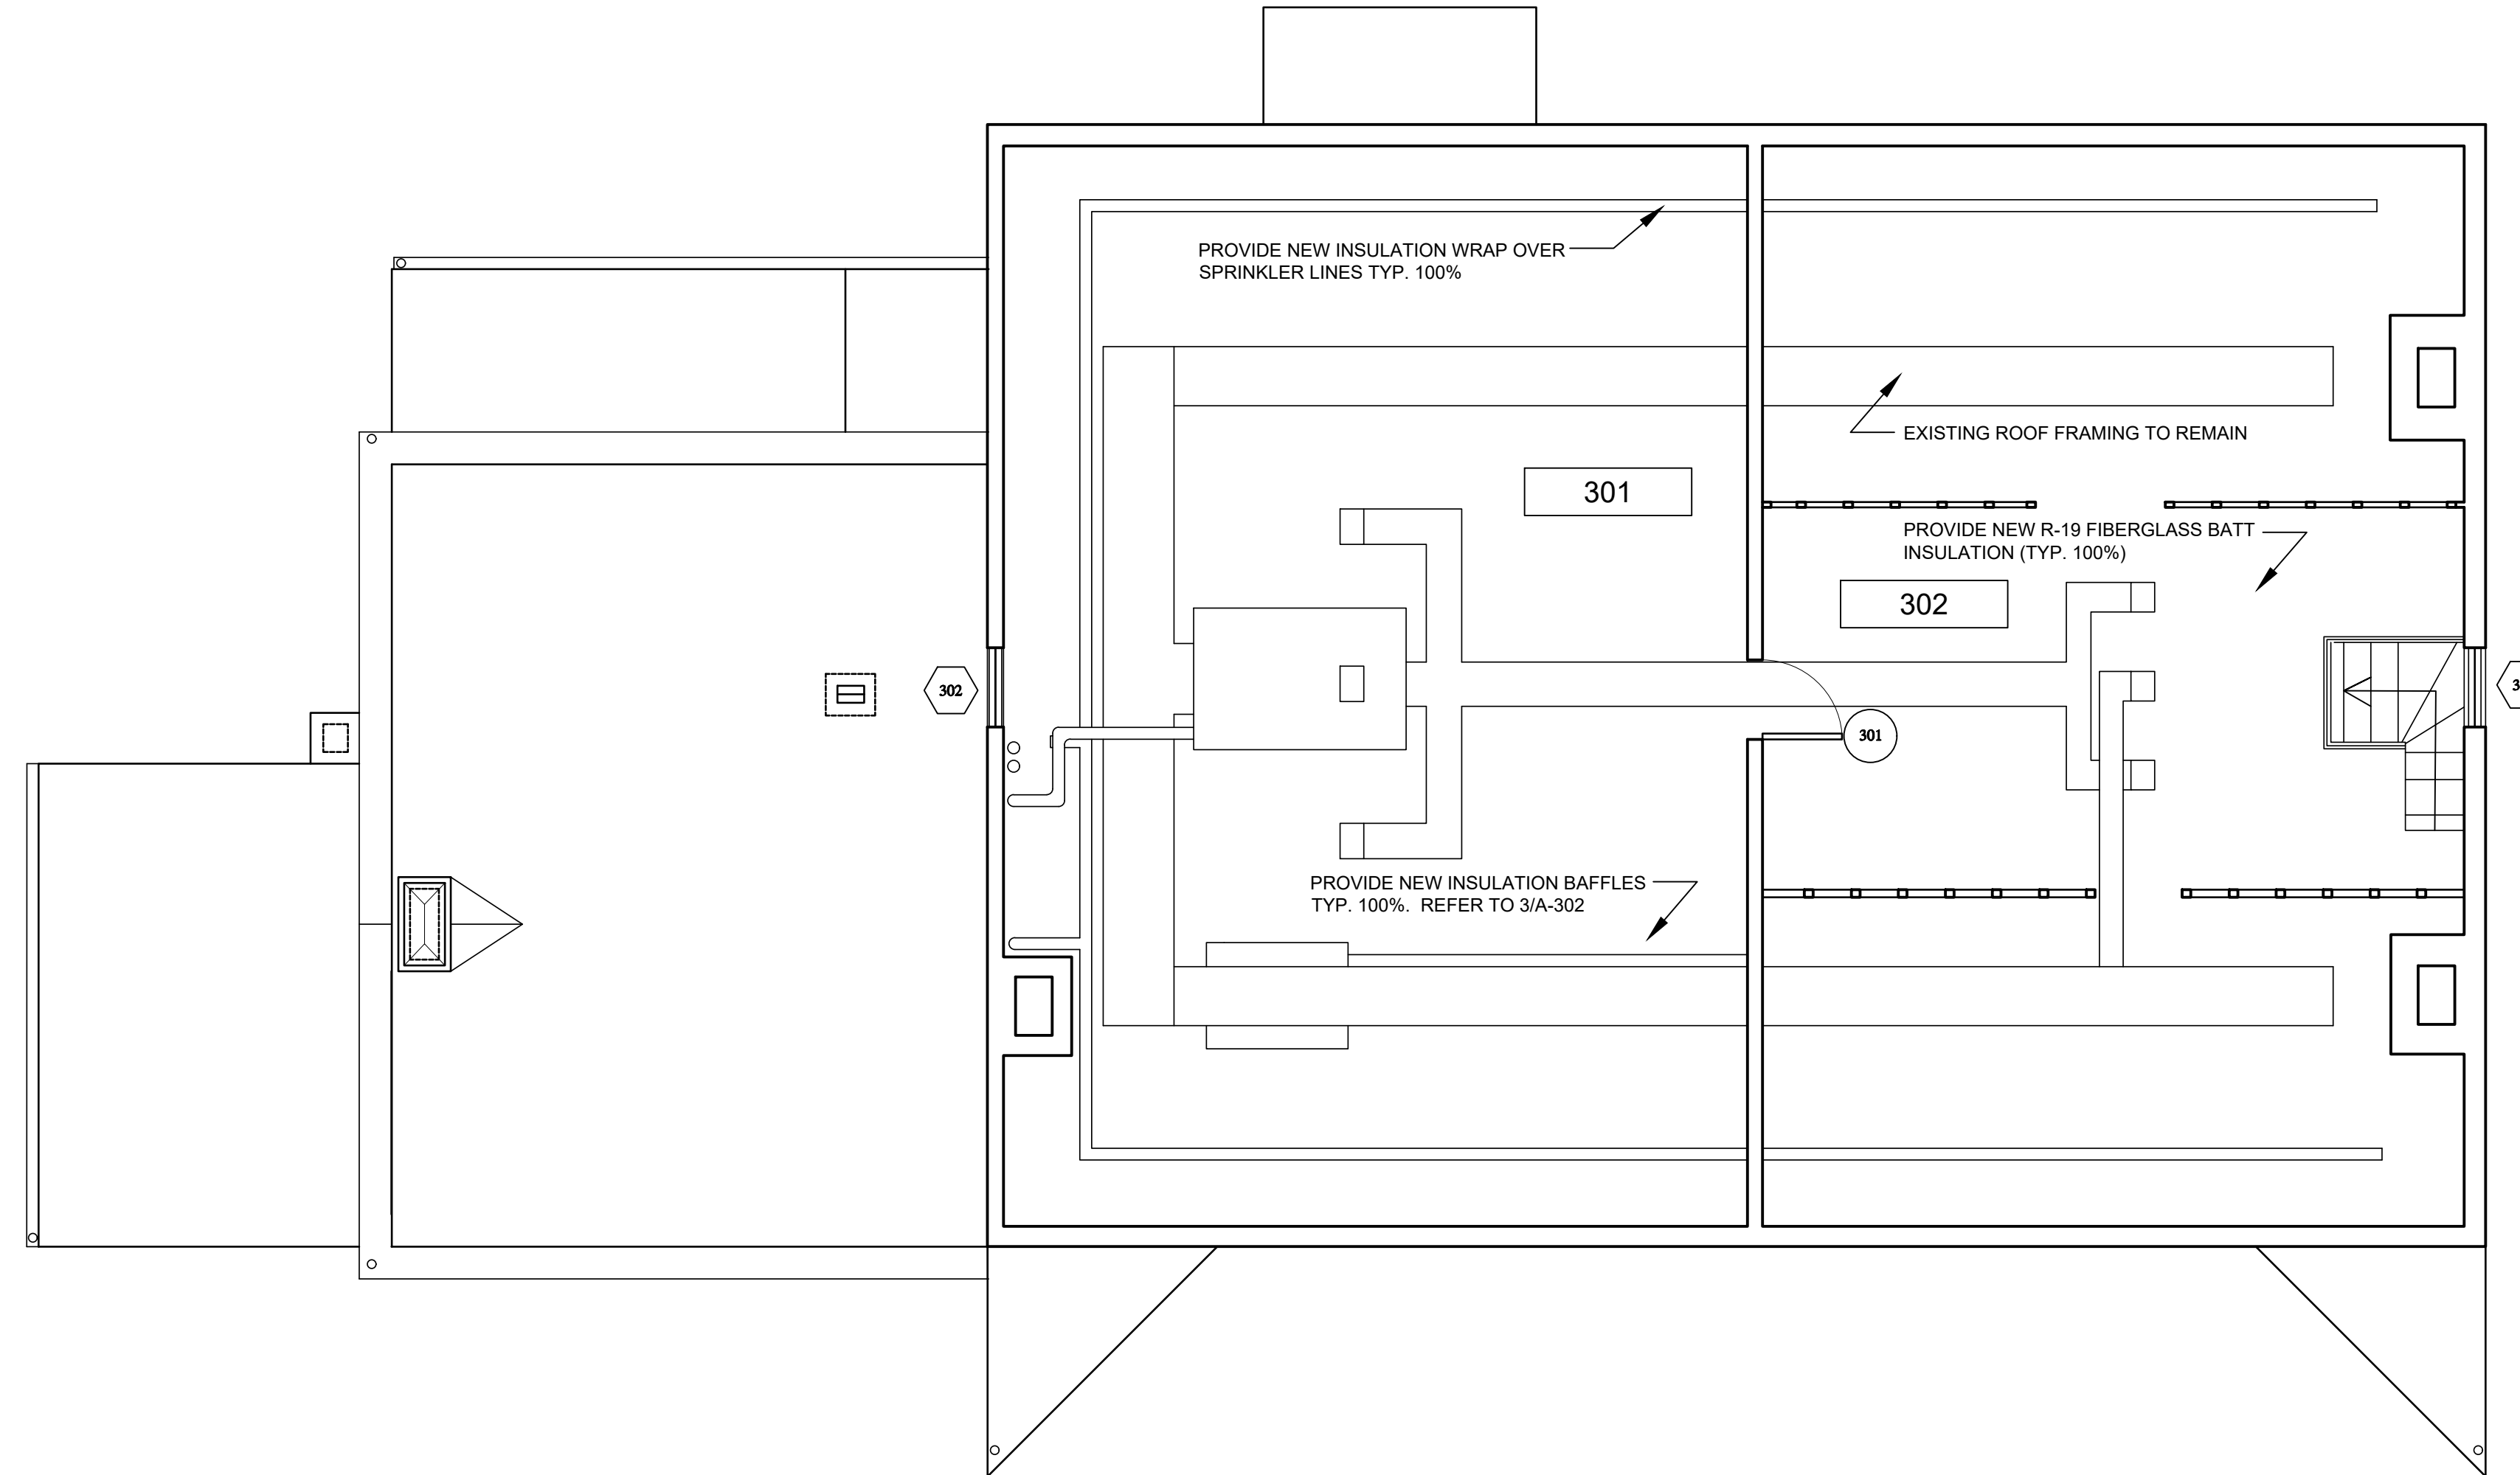 PROVIDE NEW INSULATION WRAP OVER
SPRINKLER LINES TYP. 100%
EXISTING ROOF FRAMING TO REMAIN
301
PROVIDE NEW R-19 FIBERGLASS BATT
INSULATION (TYP. 100%)
302
302
301
PROVIDE NEW INSULATION BAFFLES
TYP. 100%. REFER TO 3/A-302